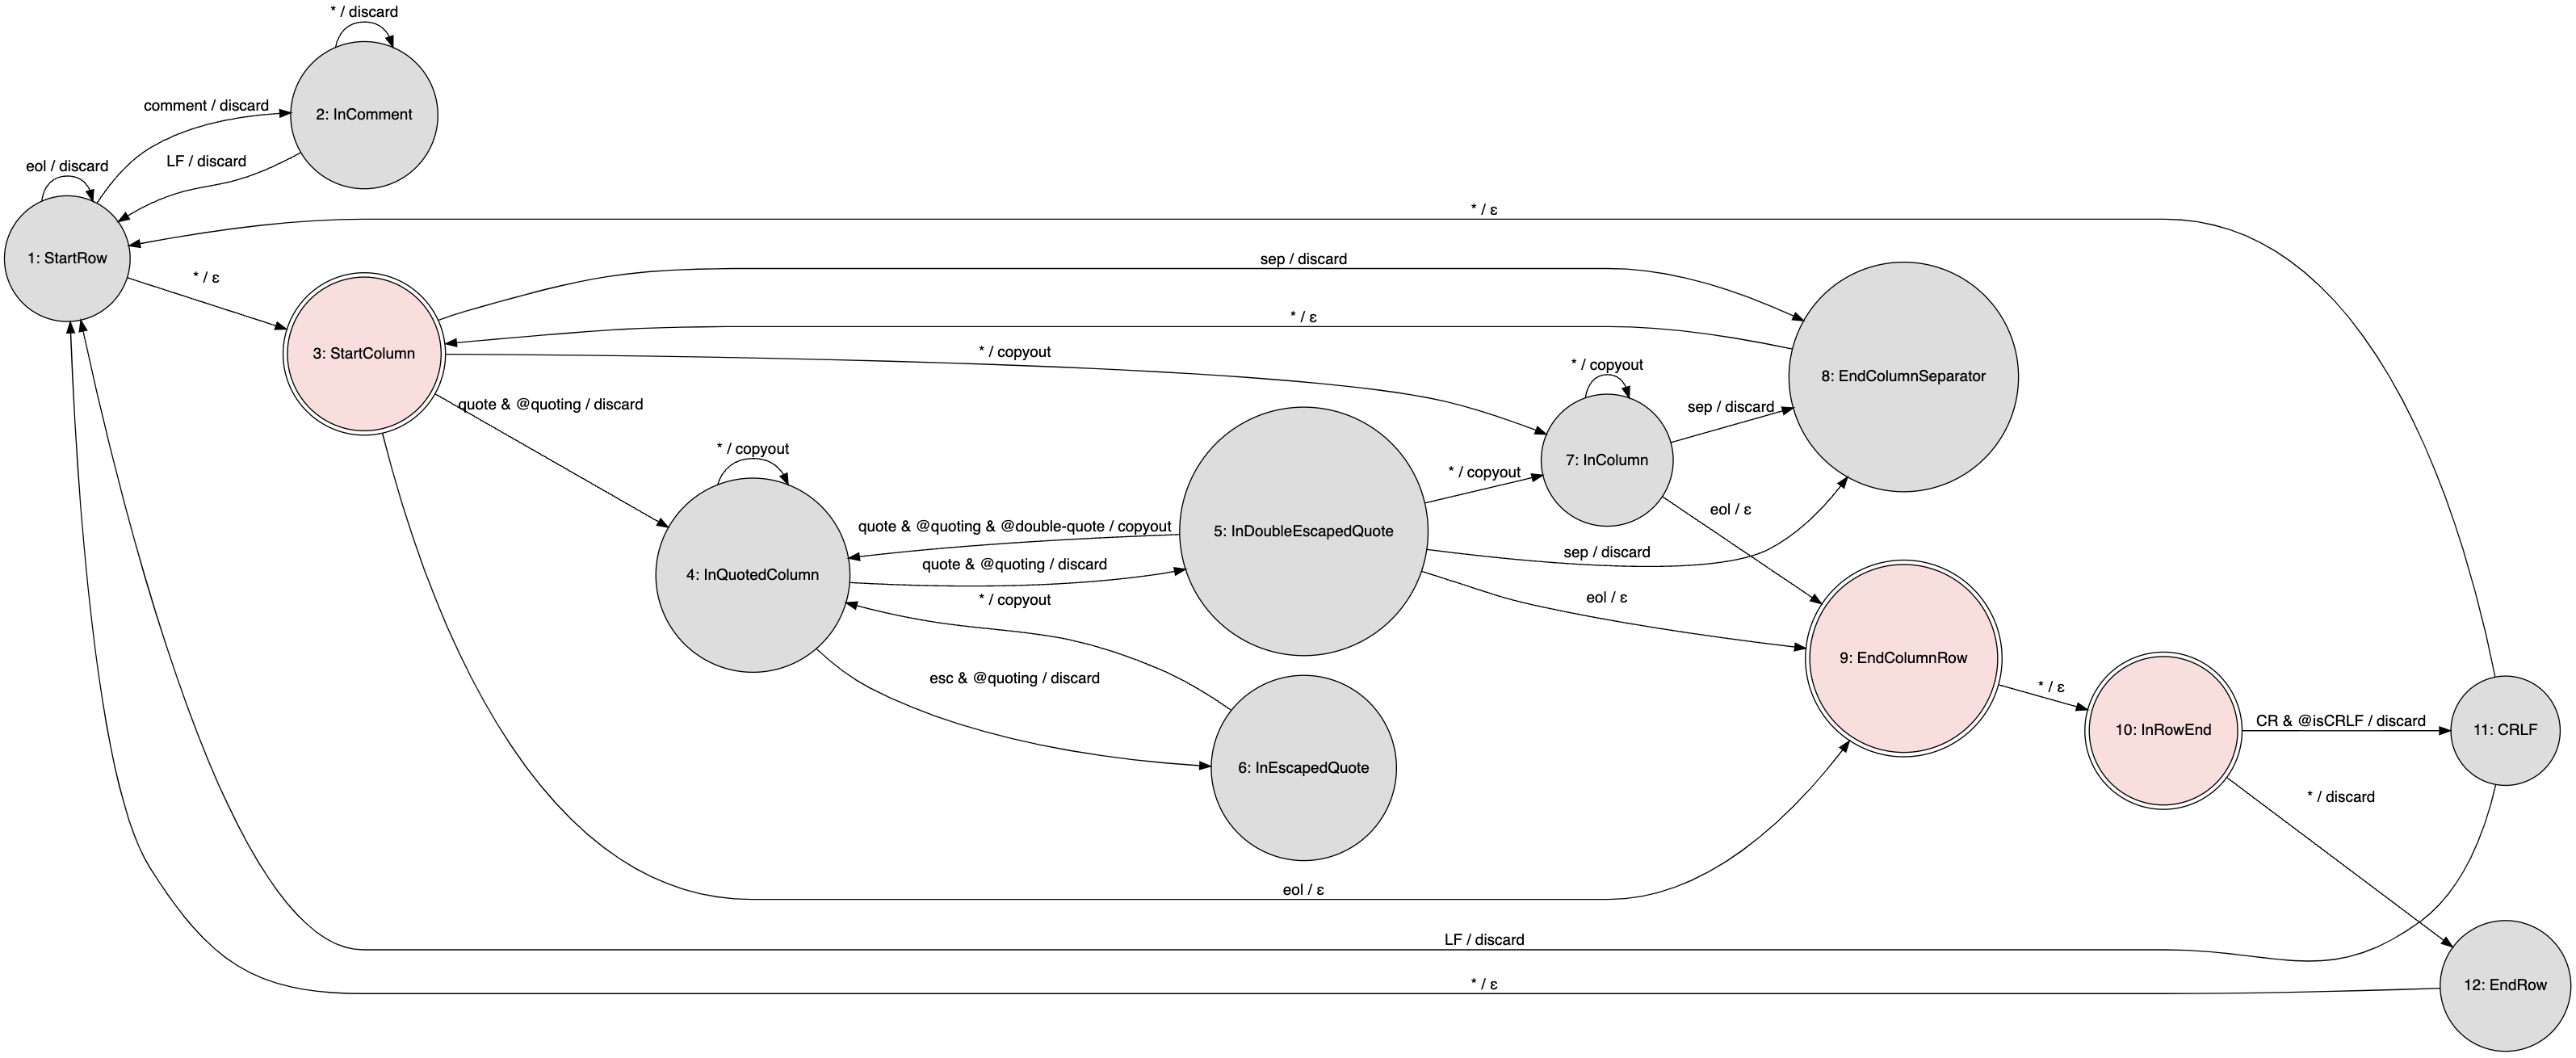 * / discard
2: InComment
comment / discard
LF / discard
eol / discard
1: StartRow
* / ε
* / ε
sep / discard
* / ε
3: StartColumn
* / copyout
quote & @quoting / discard
* / copyout
8: EndColumnSeparator
sep / discard
* / copyout
7: InColumn
* / copyout
eol / ε
quote & @quoting & @double-quote / copyout
5: InDoubleEscapedQuote
sep / discard
4: InQuotedColumn
quote & @quoting / discard
* / copyout
eol / ε
9: EndColumnRow
esc & @quoting / discard
* / ε
10: InRowEnd
CR & @isCRLF / discard
11: CRLF
6: InEscapedQuote
* / discard
eol / ε
LF / discard
* / ε
12: EndRow